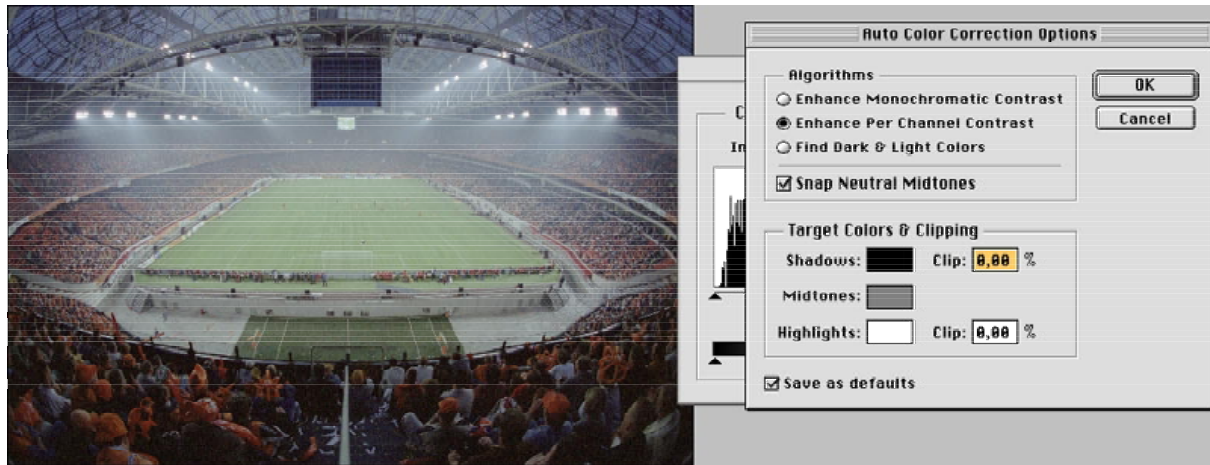 Auto Color Correction Options
Algorithms
Enhance Monochromatic Contrast
Enhance Per Channel Contrast
Find Dark & Light Colors
Snap Neutral Midtones
OK
Cancel
Target Colors & Clipping
Shadows: Clip: 0,00 %
Midtones:
Highlights: Clip: 0,00 %
Save as defaults
C
In